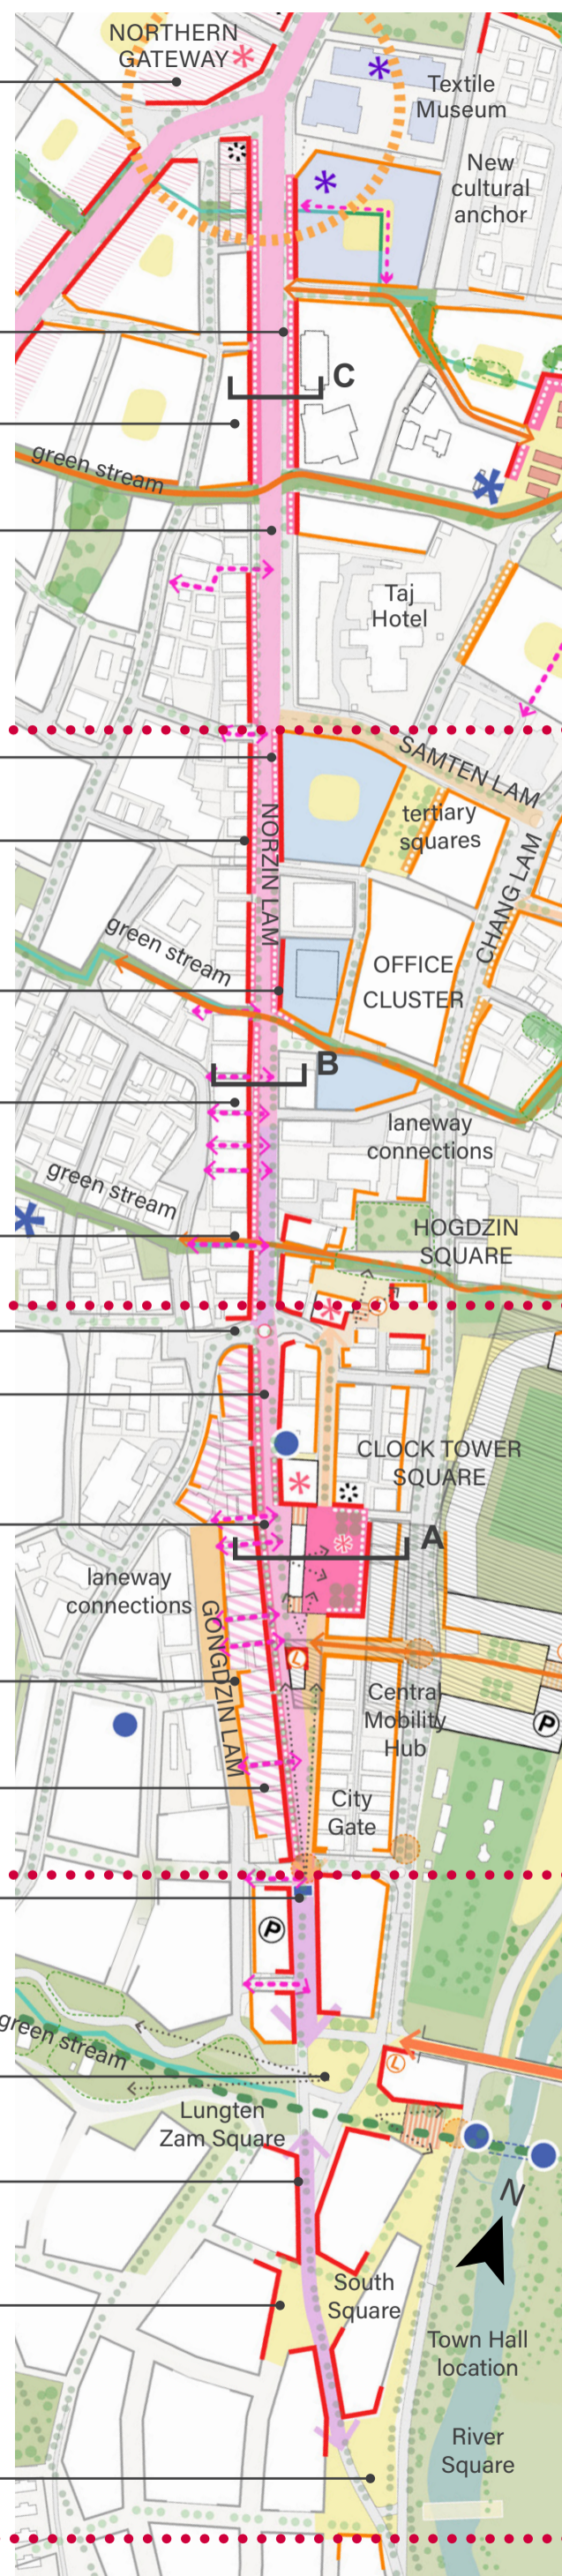 NORTHERN
GATEWAY
Textile
Museum
New
cultural
anchor
C
green stream
Taj
Hotel
SAMTEN LAM
tertiary
squares
NORZIN LAM
CHANG LAM
green stream
OFFICE
CLUSTER
B
laneway
connections
green stream
HOGDZIN
SQUARE
L
CLOCK TOWER
SQUARE
A
laneway
connections
GONGDZIN LAM
L
Central
Mobility
Hub
P
City
Gate
P
green stream
L
Lungten
Zam Square
N
South
Square
Town Hall
location
River
Square